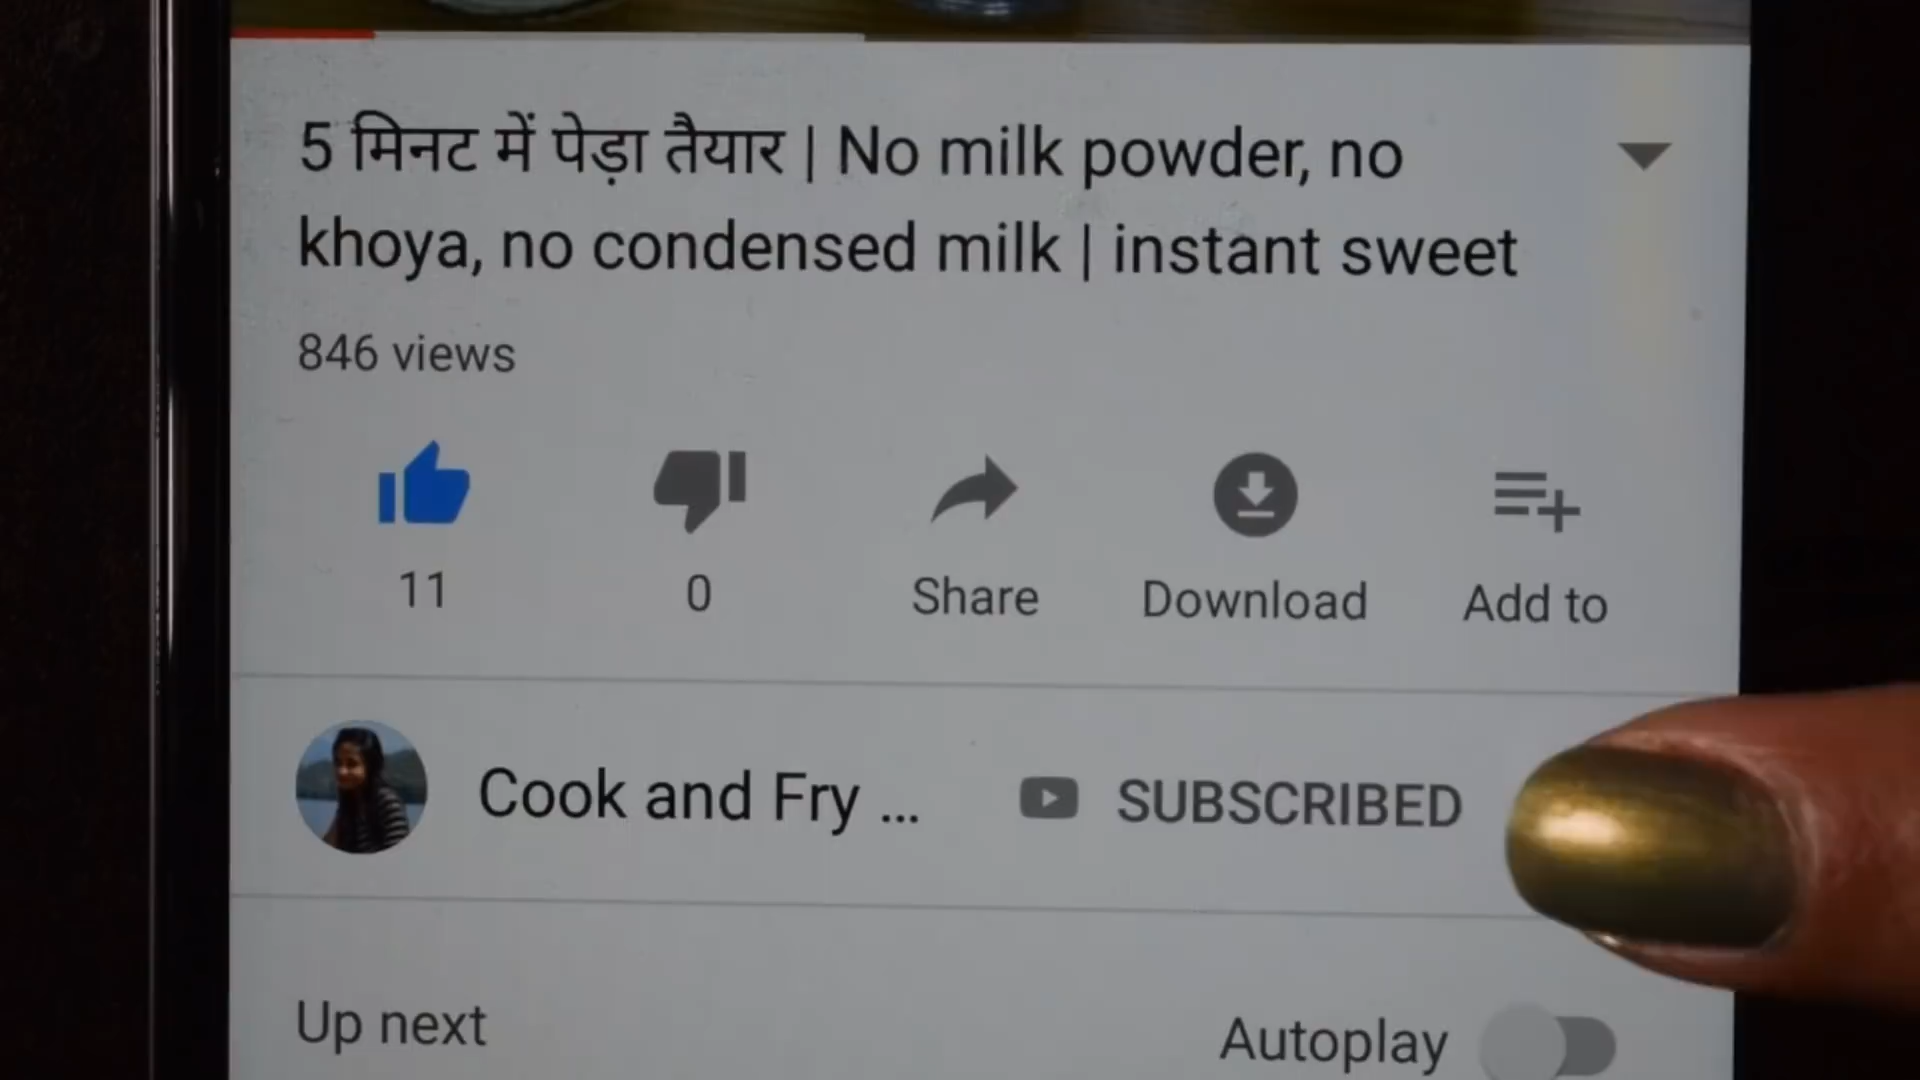 5 मिनट में पेड़ा तैयार | No milk powder, no
khoya, no condensed milk | instant sweet
846 views
11
0
Share
Download
Add to
Cook and Fry ...
SUBSCRIBED
Up next
Autoplay